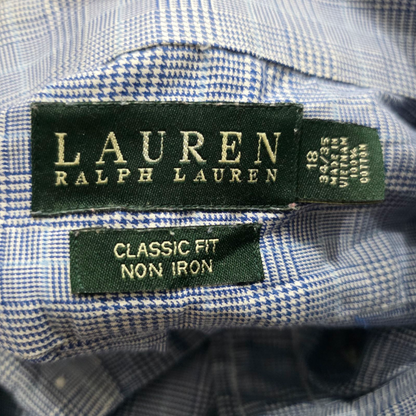 LAUREN
RALPH LAUREN
18
34/35
MADE IN
VIETNAM
100%
COTTON
CLASSIC FIT
NON IRON